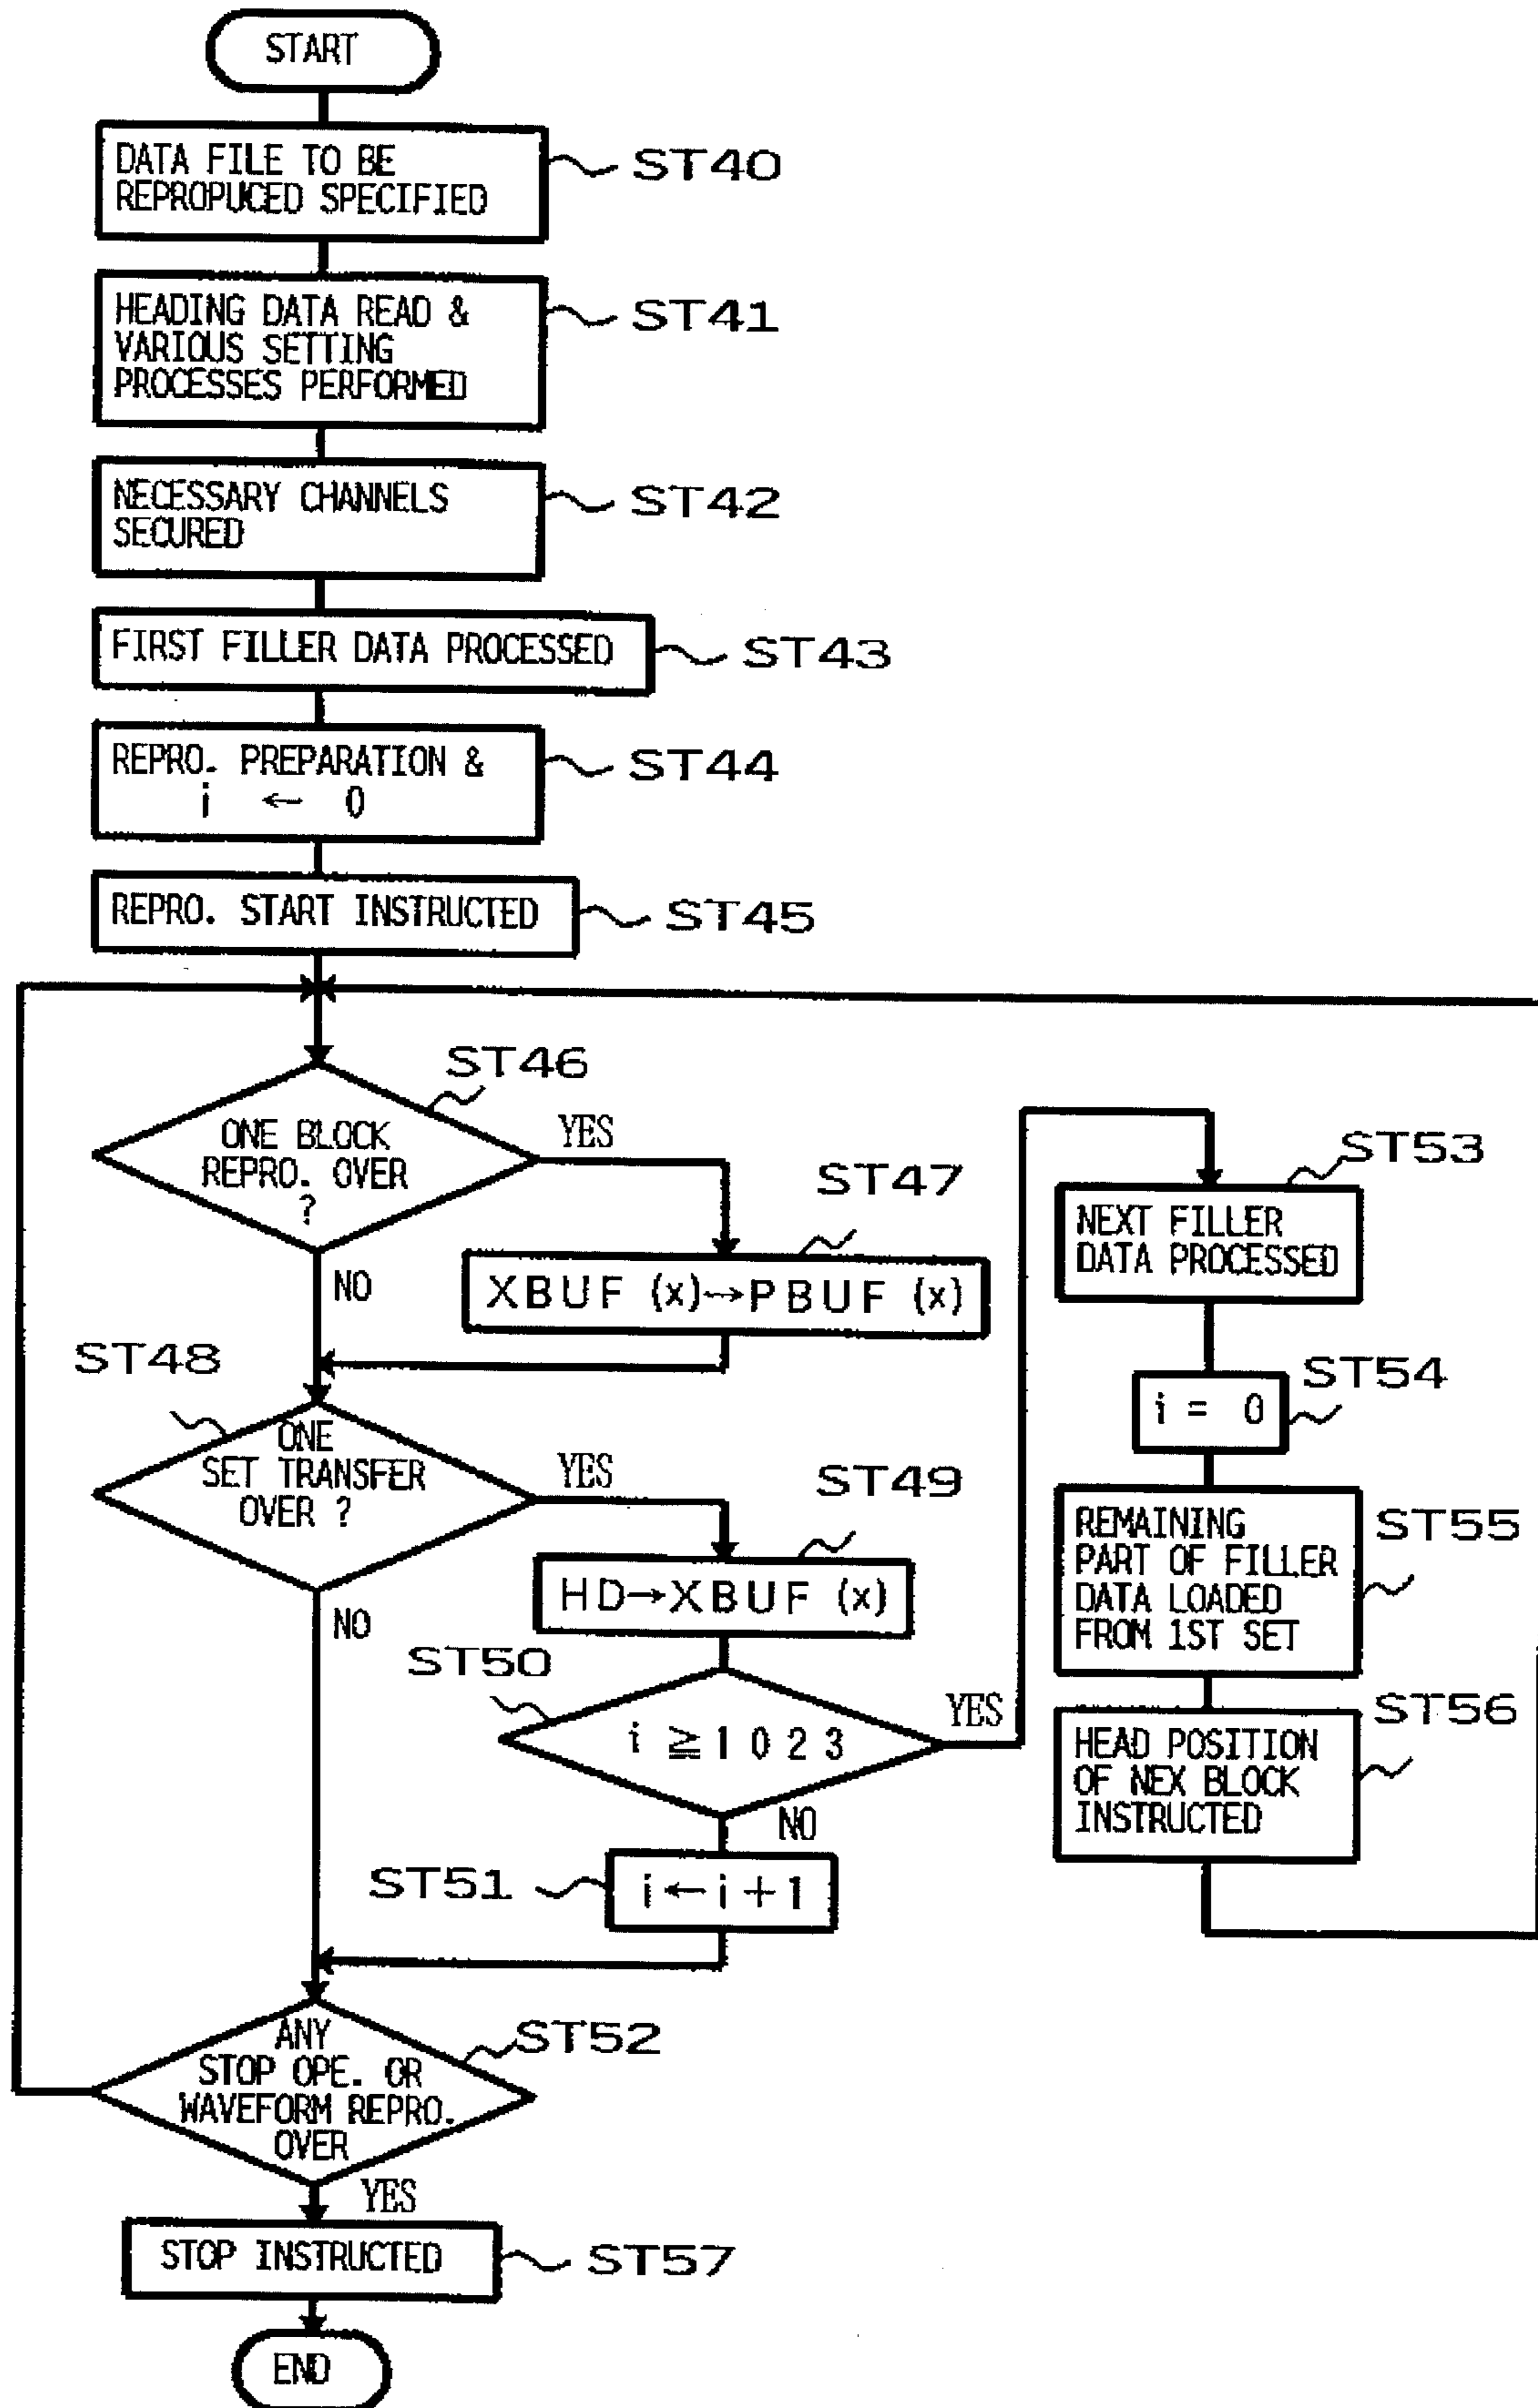 START
DATA FILE TO BE
REPROPUCED SPECIFIED
ST40
HEADING DATA READ &
VARIOUS SETTING
PROCESSES PERFORMED
ST41
NECESSARY CHANNELS
SECURED
ST42
FIRST FILLER DATA PROCESSED
ST43
REPRO. PREPARATION &
i ← 0
ST44
REPRO. START INSTRUCTED
ST45
ST46
ONE BLOCK
REPRO. OVER
?
YES
NO
ST47
XBUF (x)↔PBUF (x)
ST48
ONE
SET TRANSFER
OVER ?
YES
NO
ST49
HD→XBUF (x)
ST50
i ≧ 1 0 2 3
YES
NO
ST51
i ← i + 1
ST53
NEXT FILLER
DATA PROCESSED
ST54
i = 0
ST55
REMAINING
PART OF FILLER
DATA LOADED
FROM 1ST SET
ST56
HEAD POSITION
OF NEX BLOCK
INSTRUCTED
ST52
ANY
STOP OPE. OR
WAVEFORM REPRO.
OVER
YES
STOP INSTRUCTED
ST57
END